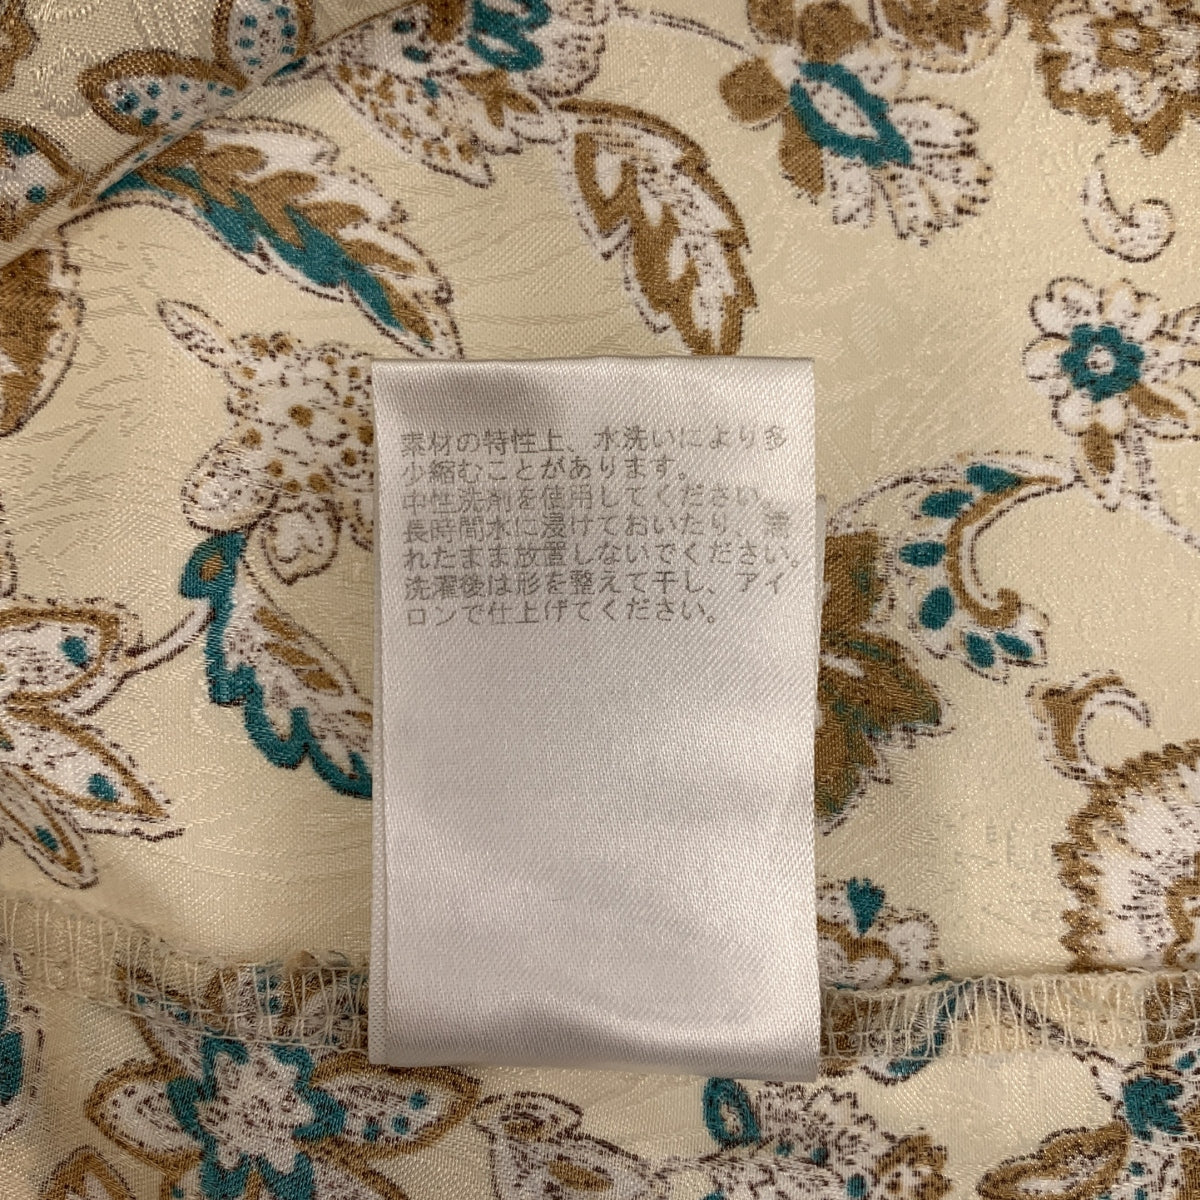 素材の特性上、水洗いにより多
少縮むことがあります。
中性洗剤を使用してください。
長時間水に浸けておいたり、濡
れたまま放置しないでください。
洗濯後は形を整えて干し、アイ
ロンで仕上げてください。